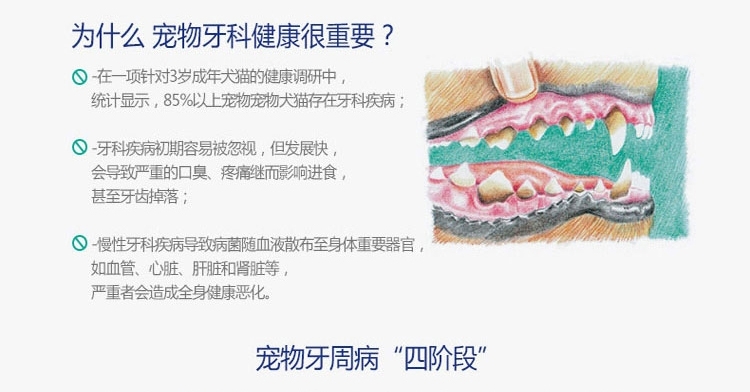 为什么 宠物牙科健康很重要？
-在一项针对3岁成年犬猫的健康调研中，
统计显示，85%以上宠物宠物犬猫存在牙科疾病；
-牙科疾病初期容易被忽视，但发展快，
会导致严重的口臭、疼痛继而影响进食，
甚至牙齿掉落；
-慢性牙科疾病导致病菌随血液散布至身体重要器官，
如血管、心脏、肝脏和肾脏等，
严重者会造成全身健康恶化。
宠物牙周病“四阶段”